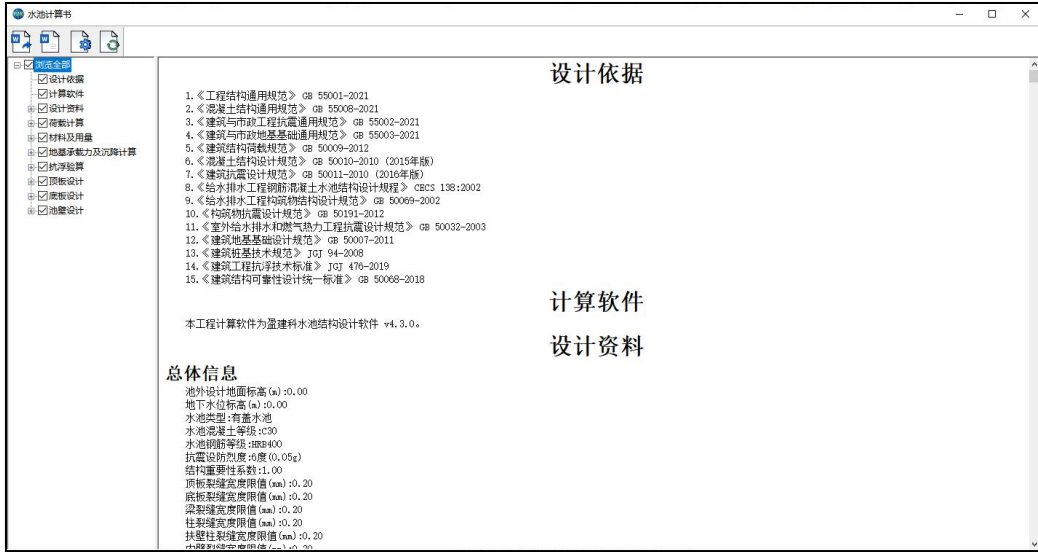 水池计算书
浏览全部
设计依据
计算软件
设计资料
荷载计算
材料及用量
地基承载力及沉降计算
抗浮验算
顶板设计
底板设计
池壁设计
设计依据
1.《工程结构通用规范》 GB 55001-2021
2.《混凝土结构通用规范》 GB 55008-2021
3.《建筑与市政工程抗震通用规范》 GB 55002-2021
4.《建筑与市政地基基础通用规范》 GB 55003-2021
5.《建筑结构荷载规范》 GB 50009-2012
6.《混凝土结构设计规范》 GB 50010-2010 (2015年版)
7.《建筑抗震设计规范》 GB 50011-2010 (2016年版)
8.《给水排水工程钢筋混凝土水池结构设计规程》 CECS 138:2002
9.《给水排水工程构筑物结构设计规范》 GB 50069-2002
10.《构筑物抗震设计规范》 GB 50191-2012
11.《室外给水排水和燃气热力工程抗震设计规范》 GB 50032-2003
12.《建筑地基基础设计规范》 GB 50007-2011
13.《建筑桩基技术规范》 JGJ 94-2008
14.《建筑工程抗浮技术标准》 JGJ 476-2019
15.《建筑结构可靠性设计统一标准》 GB 50068-2018
计算软件
本工程计算软件为盈建科水池结构设计软件 v4.3.0。
设计资料
总体信息
池外设计地面标高(m):0.00
地下水位标高(m):0.00
水池类型:有盖水池
水池混凝土等级:C30
水池钢筋等级:HRB400
抗震设防烈度:6度(0.05g)
结构重要性系数:1.00
顶板裂缝宽度限值(mm):0.20
底板裂缝宽度限值(mm):0.20
梁裂缝宽度限值(mm):0.20
柱裂缝宽度限值(mm):0.20
扶壁柱裂缝宽度限值(mm):0.20
内壁裂缝宽度限值(mm):0.20